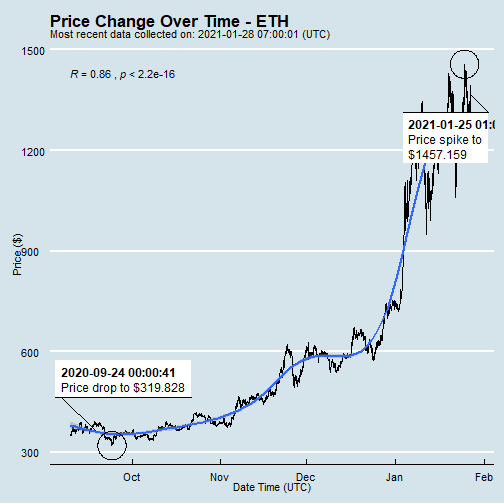 Price Change Over Time - ETH
Most recent data collected on: 2021-01-28 07:00:01 (UTC)
R = 0.86 , p < 2.2e-16
1500
1200
900
600
300
Price ($)
2021-01-25 01:0
Price spike to
$1457.159
2020-09-24 00:00:41
Price drop to $319.828
Oct
Nov
Dec
Jan
Feb
Date Time (UTC)